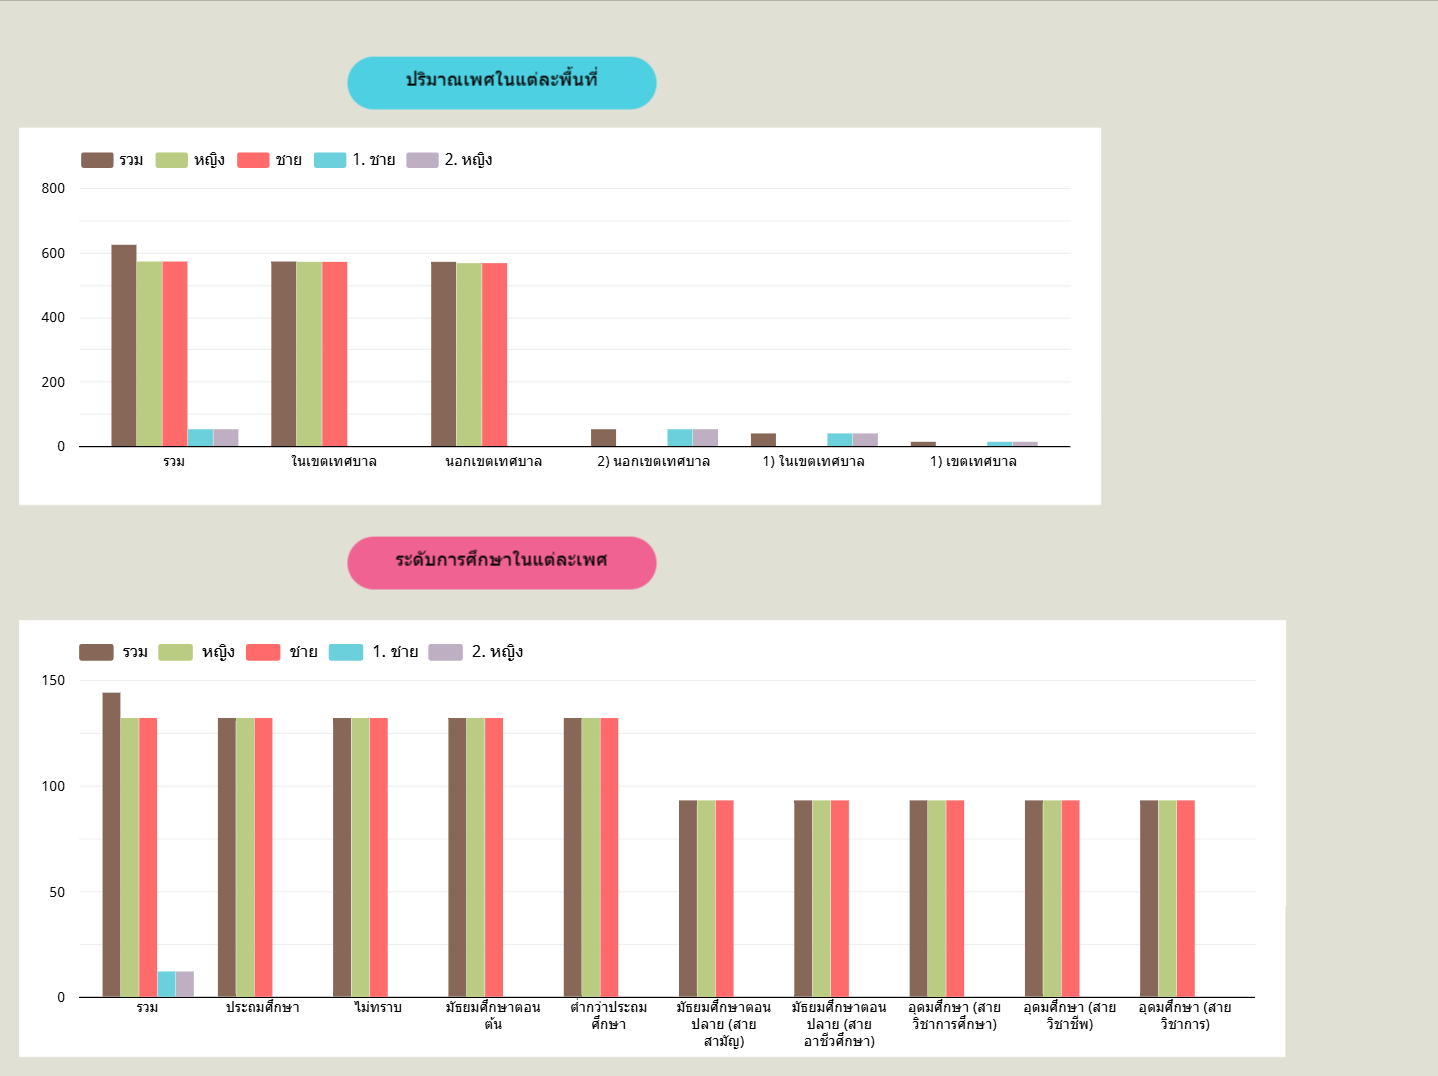 ปริมาณเพศในแต่ละพื้นที่
รวม หญิง ชาย 1. ชาย 2. หญิง
800
600
400
200
0
รวม ในเขตเทศบาล นอกเขตเทศบาล 2) นอกเขตเทศบาล 1) ในเขตเทศบาล 1) เขตเทศบาล
ระดับการศึกษาในแต่ละเพศ
รวม หญิง ชาย 1. ชาย 2. หญิง
150
100
50
0
รวม ประถมศึกษา ไม่ทราบ มัธยมศึกษาตอน ต่ำกว่าประถม มัธยมศึกษาตอน มัธยมศึกษาตอน อุดมศึกษา (สาย อุดมศึกษา (สาย อุดมศึกษา (สาย
ต้น ศึกษา ปลาย (สาย ปลาย (สาย วิชาการศึกษา) วิชาชีพ) วิชาการ)
สามัญ) อาชีวศึกษา)